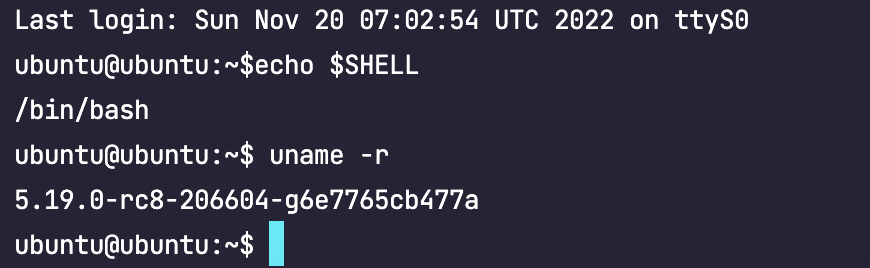 Last login: Sun Nov 20 07:02:54 UTC 2022 on ttyS0
ubuntu@ubuntu:~$echo $SHELL
/bin/bash
ubuntu@ubuntu:~$ uname -r
5.19.0-rc8-206604-g6e7765cb477a
ubuntu@ubuntu:~$